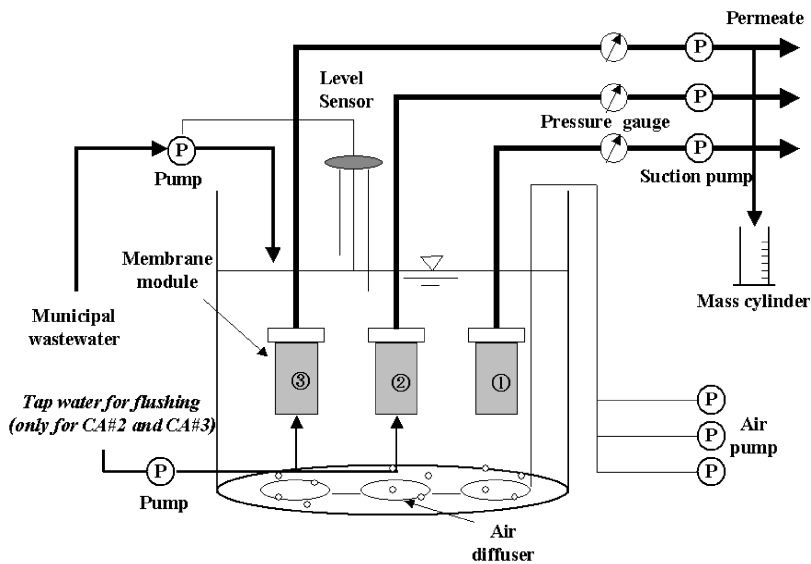 Permeate
P
Level
Sensor
P
Pressure gauge
P
Pump
P
Suction pump
Membrane
module
Mass cylinder
Municipal
wastewater
③
②
①
Tap water for flushing
(only for CA#2 and CA#3)
P
Air
pump
P
P
P
Pump
Air
diffuser